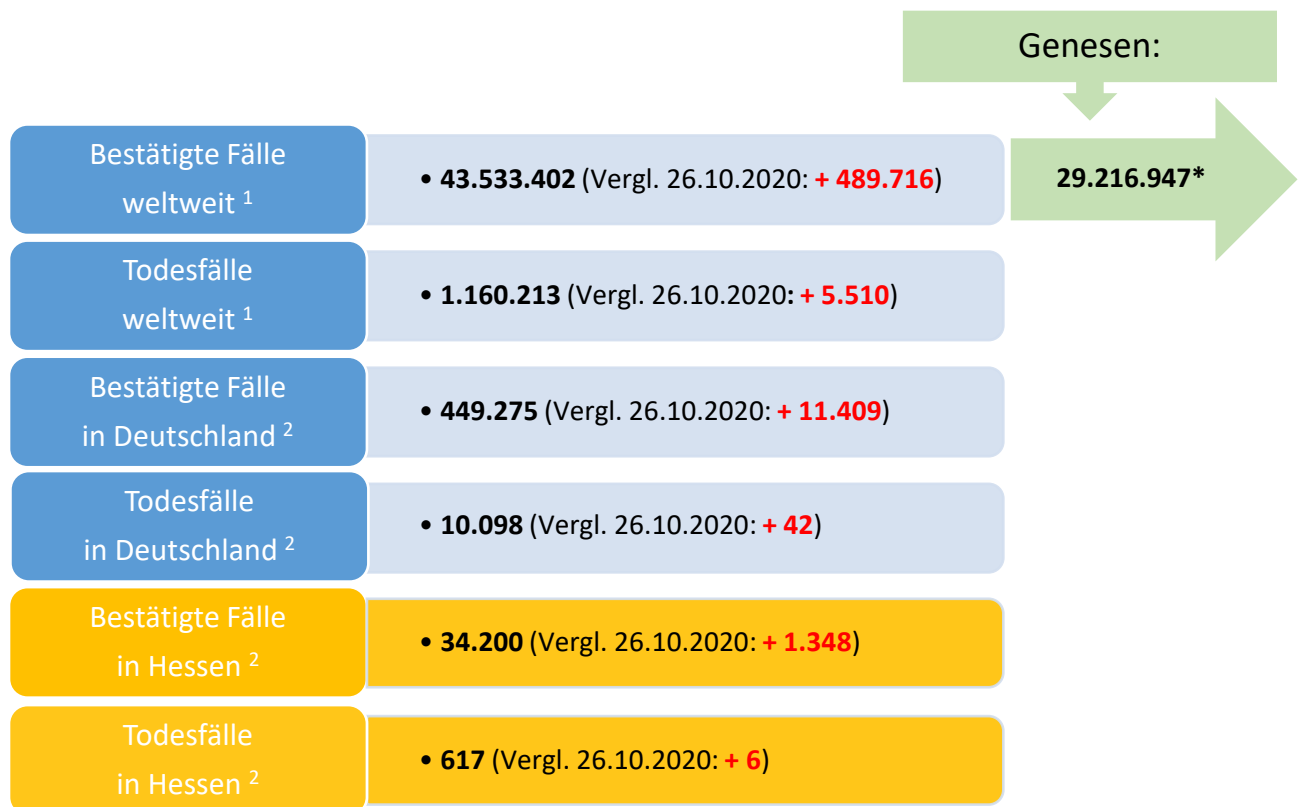 Genesen:
Bestätigte Fälle
weltweit ¹
• 43.533.402 (Vergl. 26.10.2020: + 489.716)
29.216.947*
Todesfälle
weltweit ¹
• 1.160.213 (Vergl. 26.10.2020: + 5.510)
Bestätigte Fälle
in Deutschland ²
• 449.275 (Vergl. 26.10.2020: + 11.409)
Todesfälle
in Deutschland ²
• 10.098 (Vergl. 26.10.2020: + 42)
Bestätigte Fälle
in Hessen ²
• 34.200 (Vergl. 26.10.2020: + 1.348)
Todesfälle
in Hessen ²
• 617 (Vergl. 26.10.2020: + 6)